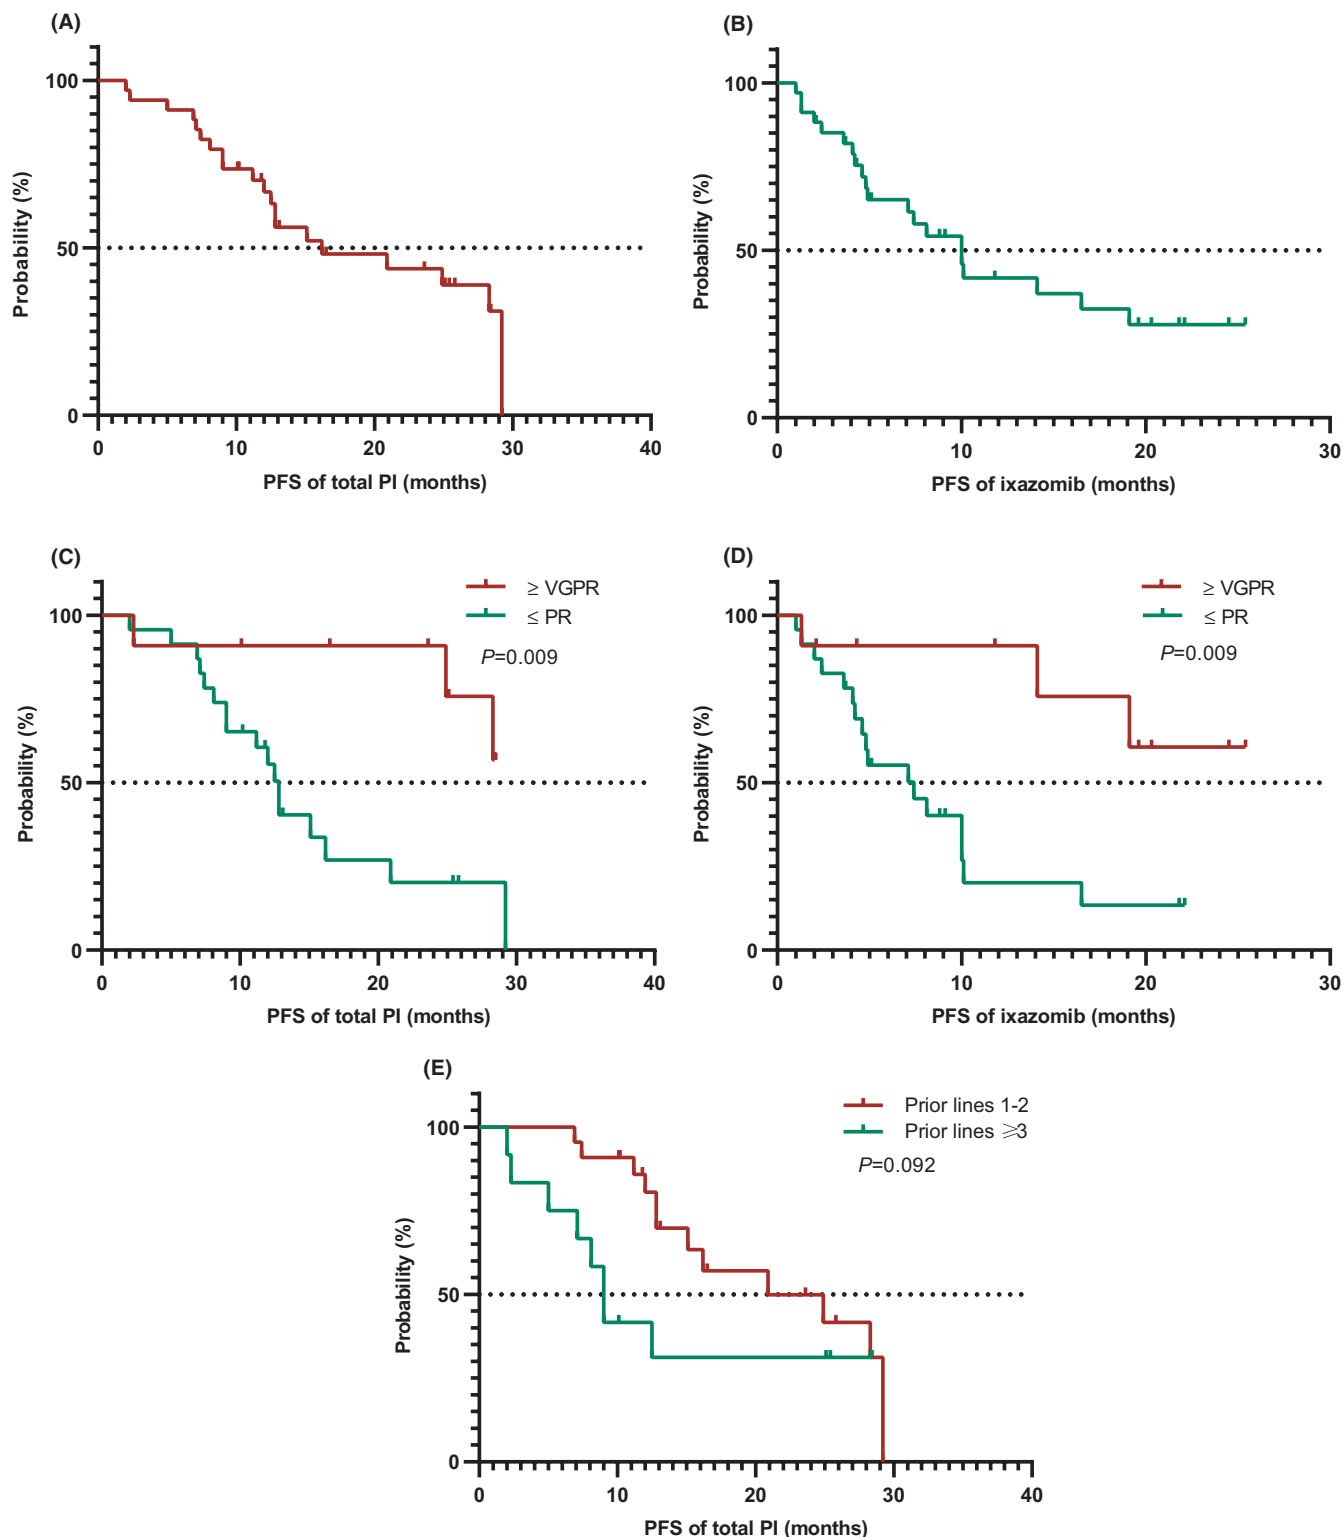 (A)
100
50
0
Probability (%)
0 10 20 30 40
PFS of total PI (months)
(B)
100
50
0
Probability (%)
0 10 20 30
PFS of ixazomib (months)
(C)
≥ VGPR
≤ PR
P=0.009
100
50
0
Probability (%)
0 10 20 30 40
PFS of total PI (months)
(D)
≥ VGPR
≤ PR
P=0.009
100
50
0
Probability (%)
0 10 20 30
PFS of ixazomib (months)
(E)
Prior lines 1-2
Prior lines ⩾3
P=0.092
100
50
0
Probability (%)
0 10 20 30 40
PFS of total PI (months)